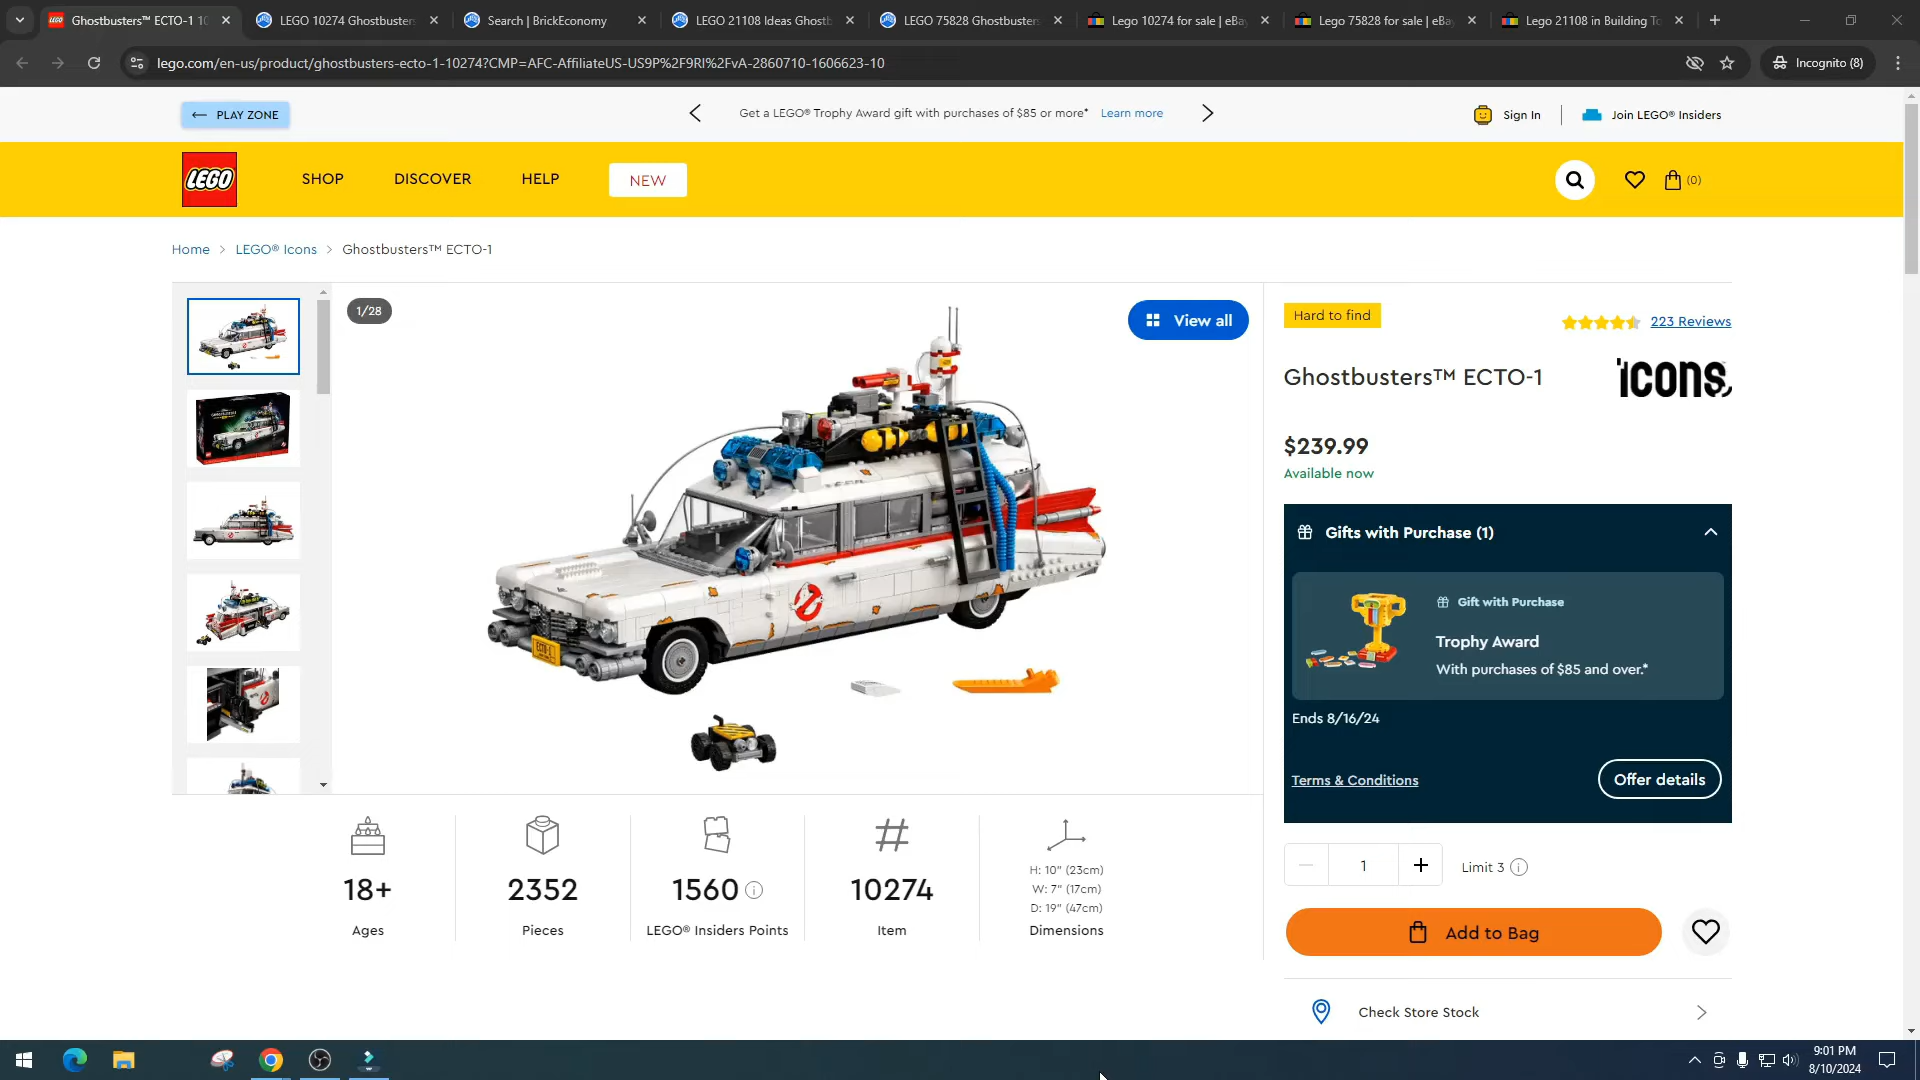 Ghostbusters™ ECTO-1 10
LEGO 10274 Ghostbusters
Search | BrickEconomy
LEGO 21108 Ideas Ghostb
LEGO 75828 Ghostbusters
Lego 10274 for sale | eBay
Lego 75828 for sale | eBay
Lego 21108 in Building To
lego.com/en-us/product/ghostbusters-ecto-1-10274?CMP=AFC-AffiliateUS-US9P%2F9RI%2FvA-2860710-1606623-10
Incognito (8)
PLAY ZONE
Get a LEGO® Trophy Award gift with purchases of $85 or more* Learn more
Sign In
Join LEGO® Insiders
LEGO
SHOP
DISCOVER
HELP
NEW
(0)
Home > LEGO® Icons > Ghostbusters™ ECTO-1
1/28
View all
ECTO-1
Hard to find
223 Reviews
Ghostbusters™ ECTO-1
icons
$239.99
Available now
Gifts with Purchase (1)
Gift with Purchase
Trophy Award
With purchases of $85 and over.*
Ends 8/16/24
Terms & Conditions
Offer details
1
Limit 3
Add to Bag
Check Store Stock
18+
Ages
2352
Pieces
1560
LEGO® Insiders Points
10274
Item
H: 10" (23cm)
W: 7" (17cm)
D: 19" (47cm)
Dimensions
9:01 PM
8/10/2024